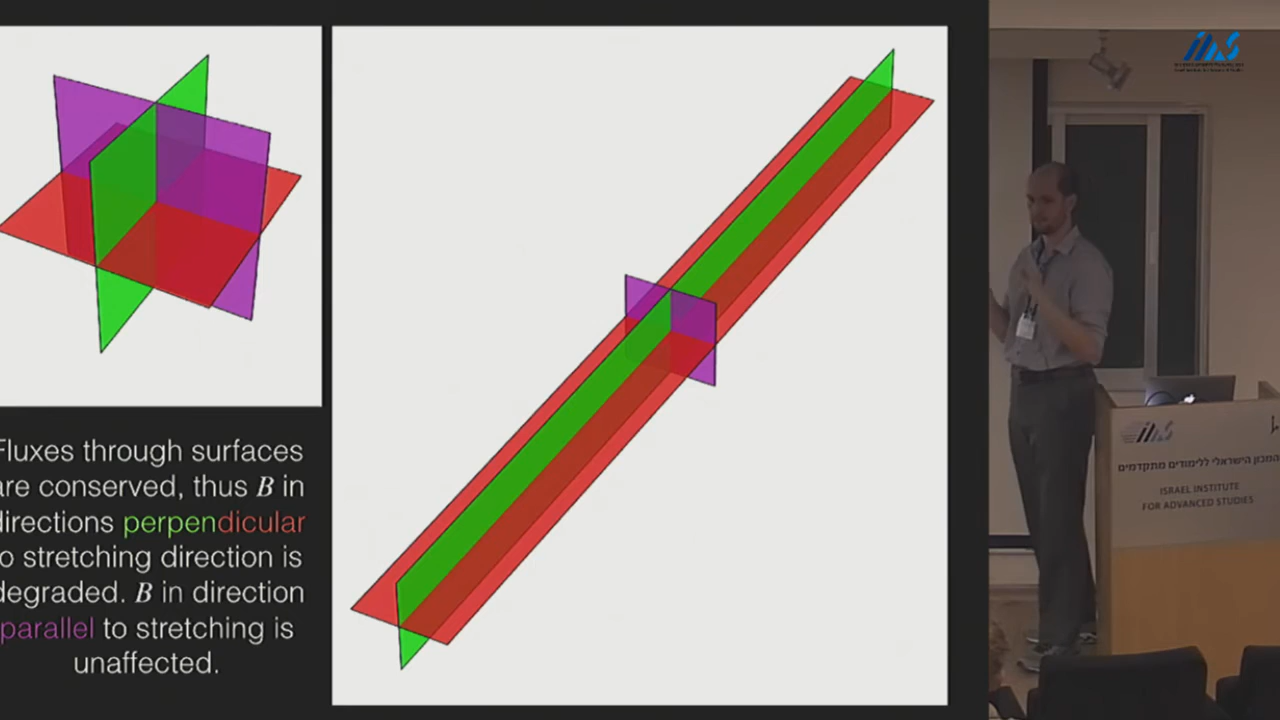 Fluxes through surfaces
are conserved, thus B in
directions perpendicular
to stretching direction is
degraded. B in direction
parallel to stretching is
unaffected.
המכון הישראלי ללימודים מתקדמים
ISRAEL INSTITUTE
FOR ADVANCED STUDIES